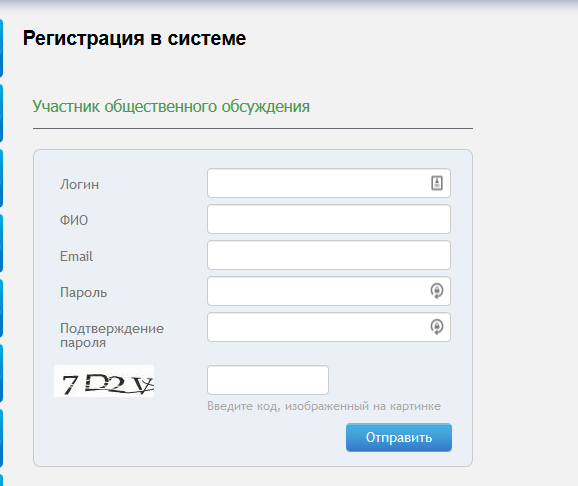 Регистрация в системе
Участник общественного обсуждения
Логин
ФИО
Email
Пароль
Подтверждение
пароля
7D2V
Введите код, изображенный на картинке
Отправить